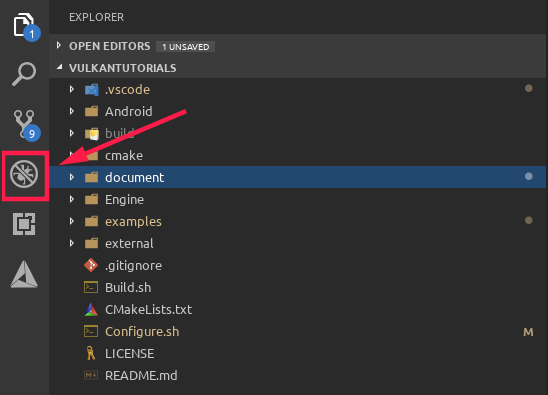 EXPLORER
1
OPEN EDITORS 1 UNSAVED
VULKANTUTORIALS
.vscode
Android
9
build
cmake
document
Engine
examples
external
.gitignore
Build.sh
CMakeLists.txt
Configure.sh M
LICENSE
README.md